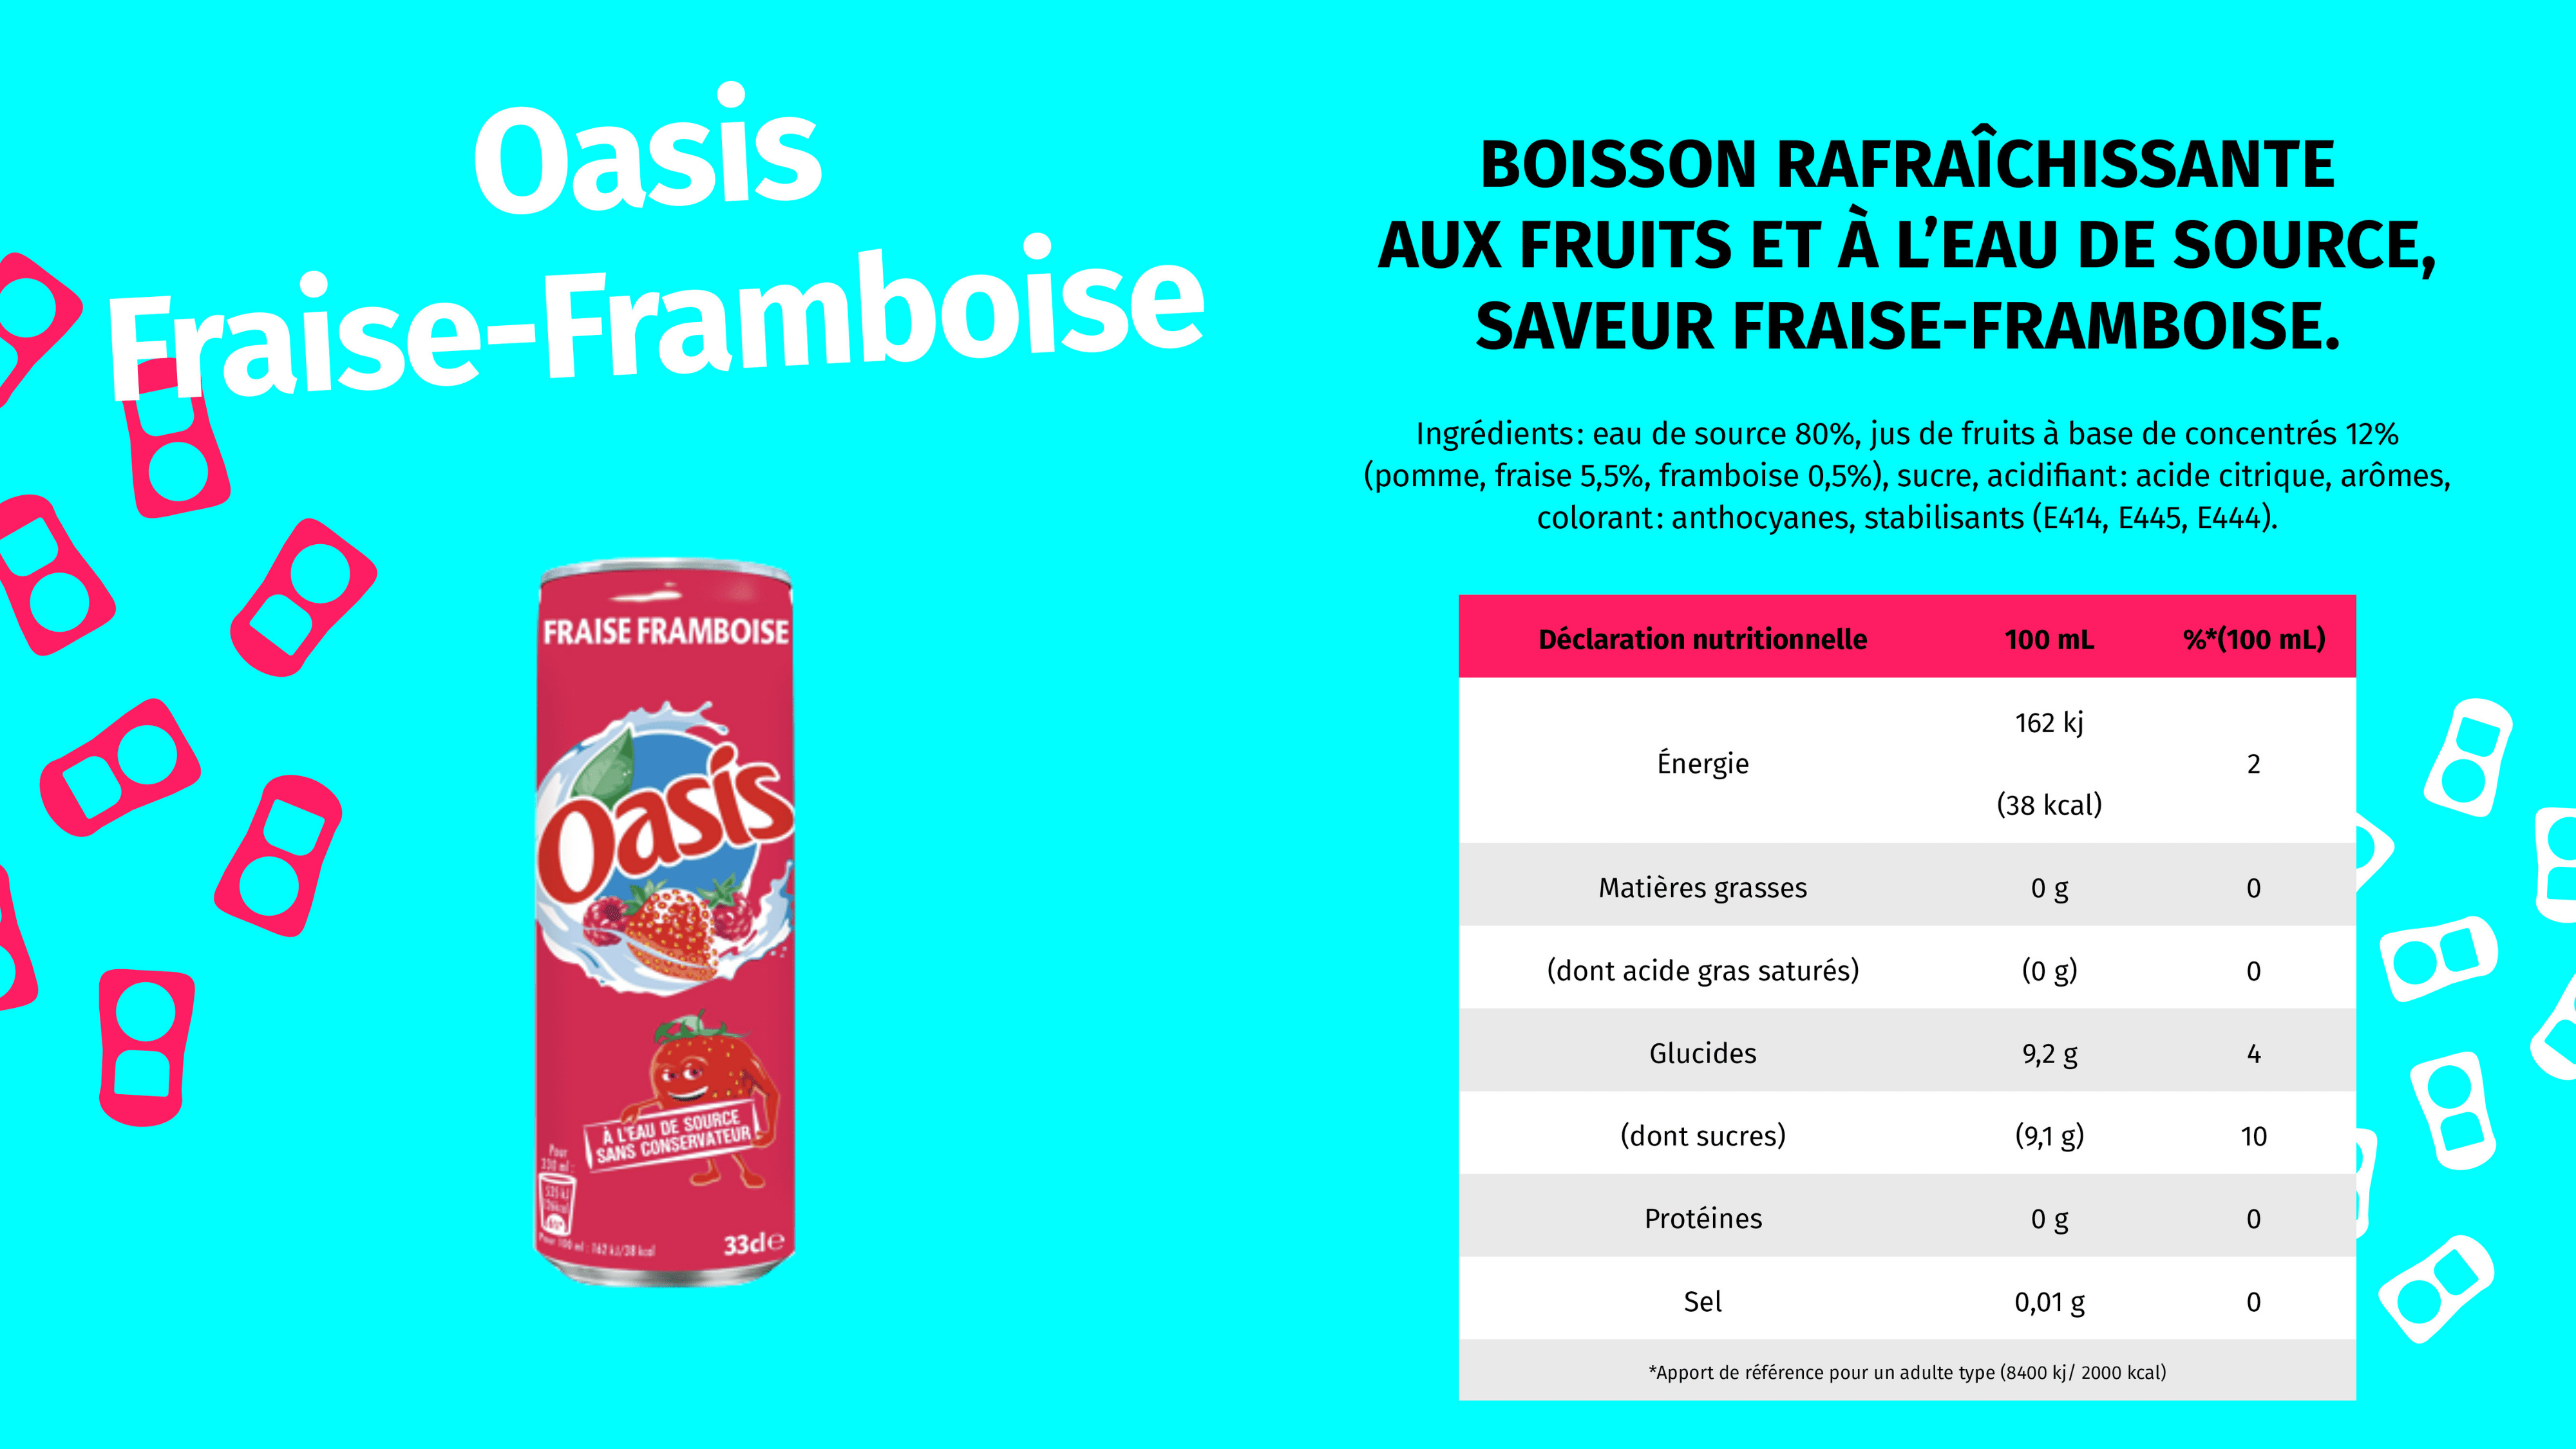 Oasis
Fraise-Framboise
FRAISE FRAMBOISE
Oasis
À L'EAU DE SOURCE
SANS CONSERVATEUR
Pour
330 ml :
Pour 100 ml : 162 kJ/38 kcal
33cl℮
BOISSON RAFRAÎCHISSANTE
AUX FRUITS ET À L’EAU DE SOURCE,
SAVEUR FRAISE-FRAMBOISE.
Ingrédients: eau de source 80%, jus de fruits à base de concentrés 12%
(pomme, fraise 5,5%, framboise 0,5%), sucre, acidifiant: acide citrique, arômes,
colorant: anthocyanes, stabilisants (E414, E445, E444).
Déclaration nutritionnelle 100 mL %*(100 mL)
Énergie 162 kj (38 kcal) 2
Matières grasses 0 g 0
(dont acide gras saturés) (0 g) 0
Glucides 9,2 g 4
(dont sucres) (9,1 g) 10
Protéines 0 g 0
Sel 0,01 g 0
*Apport de référence pour un adulte type (8400 kj/ 2000 kcal)